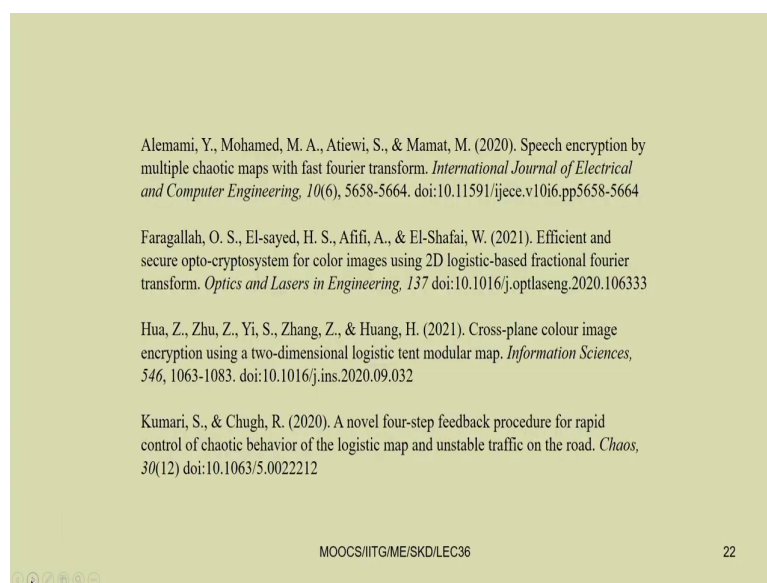 Alemami, Y., Mohamed, M. A., Atiewi, S., & Mamat, M. (2020). Speech encryption by
multiple chaotic maps with fast fourier transform. International Journal of Electrical
and Computer Engineering, 10(6), 5658-5664. doi:10.11591/ijece.v10i6.pp5658-5664
Faragallah, O. S., El-sayed, H. S., Afifi, A., & El-Shafai, W. (2021). Efficient and
secure opto-cryptosystem for color images using 2D logistic-based fractional fourier
transform. Optics and Lasers in Engineering, 137 doi:10.1016/j.optlaseng.2020.106333
Hua, Z., Zhu, Z., Yi, S., Zhang, Z., & Huang, H. (2021). Cross-plane colour image
encryption using a two-dimensional logistic tent modular map. Information Sciences,
546, 1063-1083. doi:10.1016/j.ins.2020.09.032
Kumari, S., & Chugh, R. (2020). A novel four-step feedback procedure for rapid
control of chaotic behavior of the logistic map and unstable traffic on the road. Chaos,
30(12) doi:10.1063/5.0022212
MOOCS/IITG/ME/SKD/LEC36 22